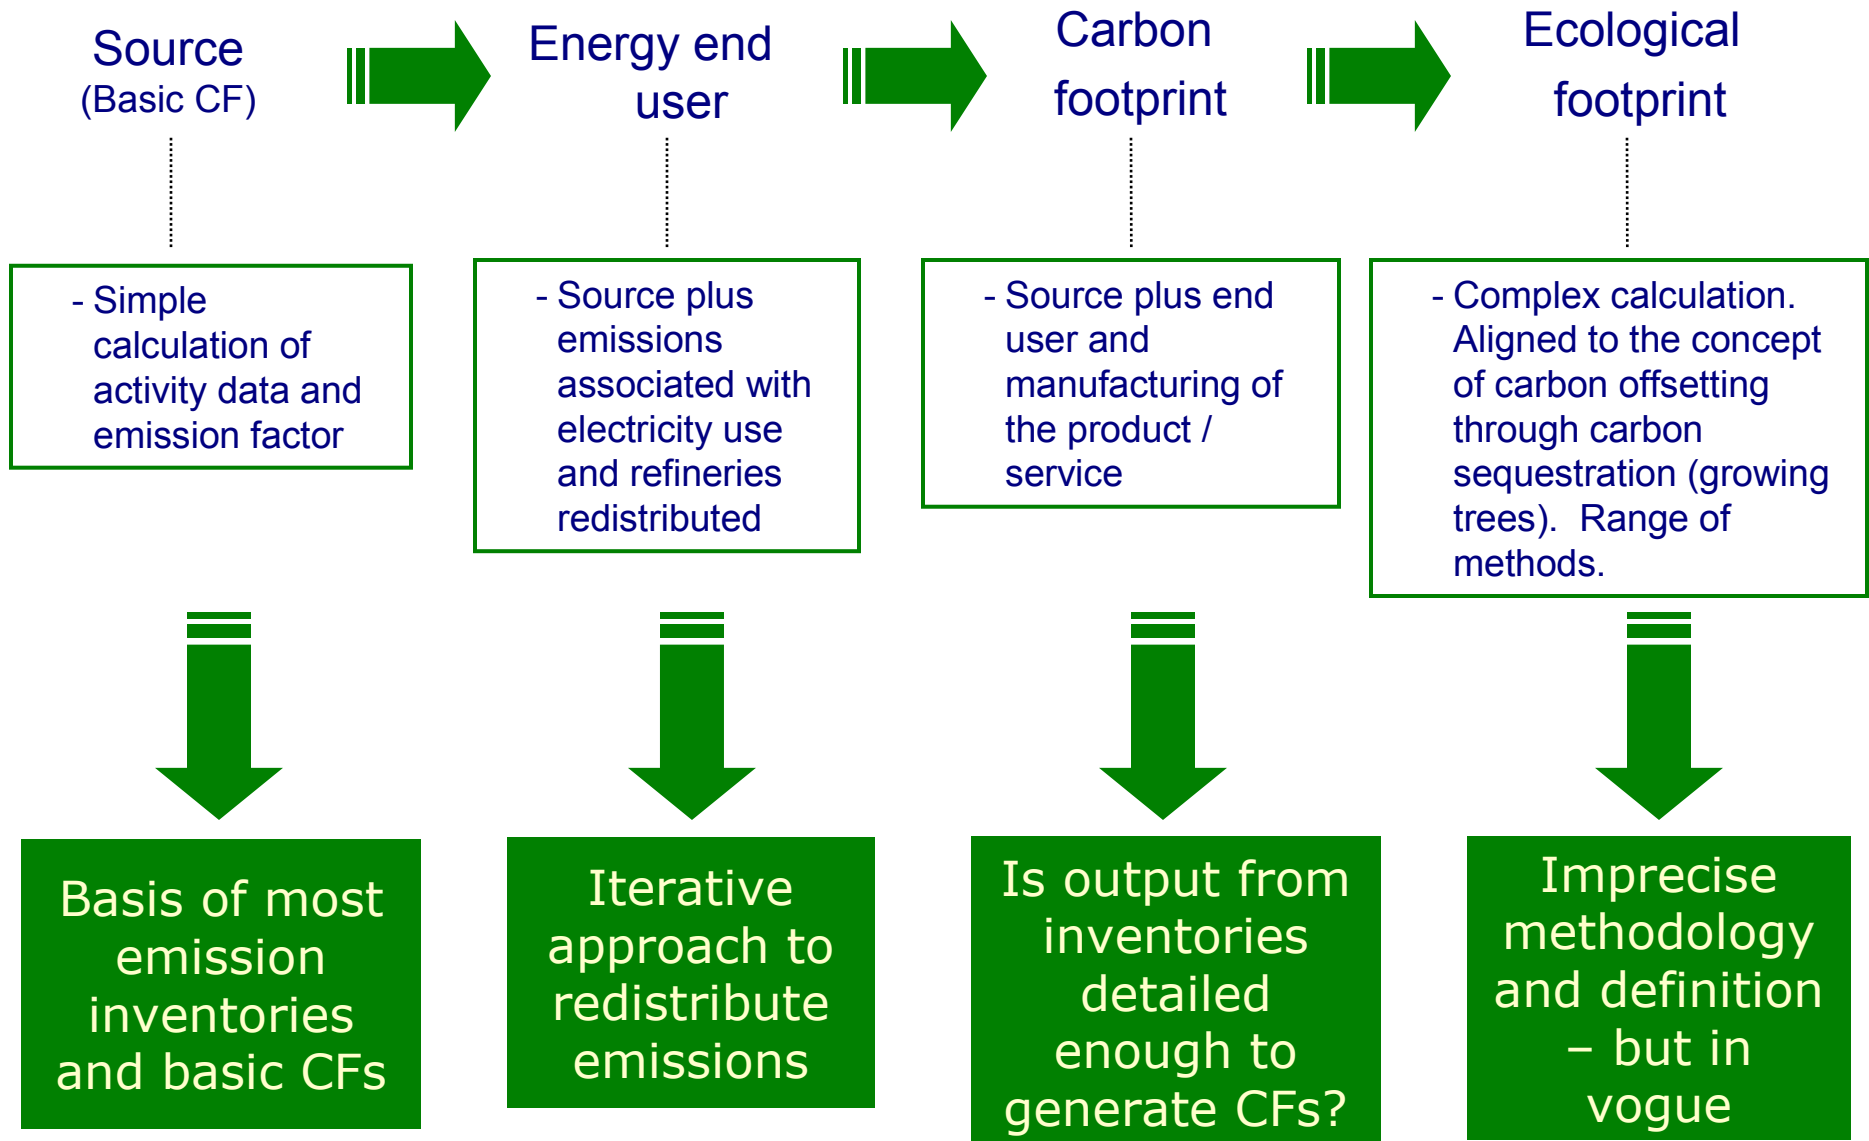 Source
(Basic CF)
Energy end
user
Carbon
footprint
Ecological
footprint
- Simple
calculation of
activity data and
emission factor
- Source plus
emissions
associated with
electricity use
and refineries
redistributed
- Source plus end
user and
manufacturing of
the product /
service
- Complex calculation.
Aligned to the concept
of carbon offsetting
through carbon
sequestration (growing
trees).  Range of
methods.
Basis of most
emission
inventories
and basic CFs
Iterative
approach to
redistribute
emissions
Is output from
inventories
detailed
enough to
generate CFs?
Imprecise
methodology
and definition
– but in
vogue